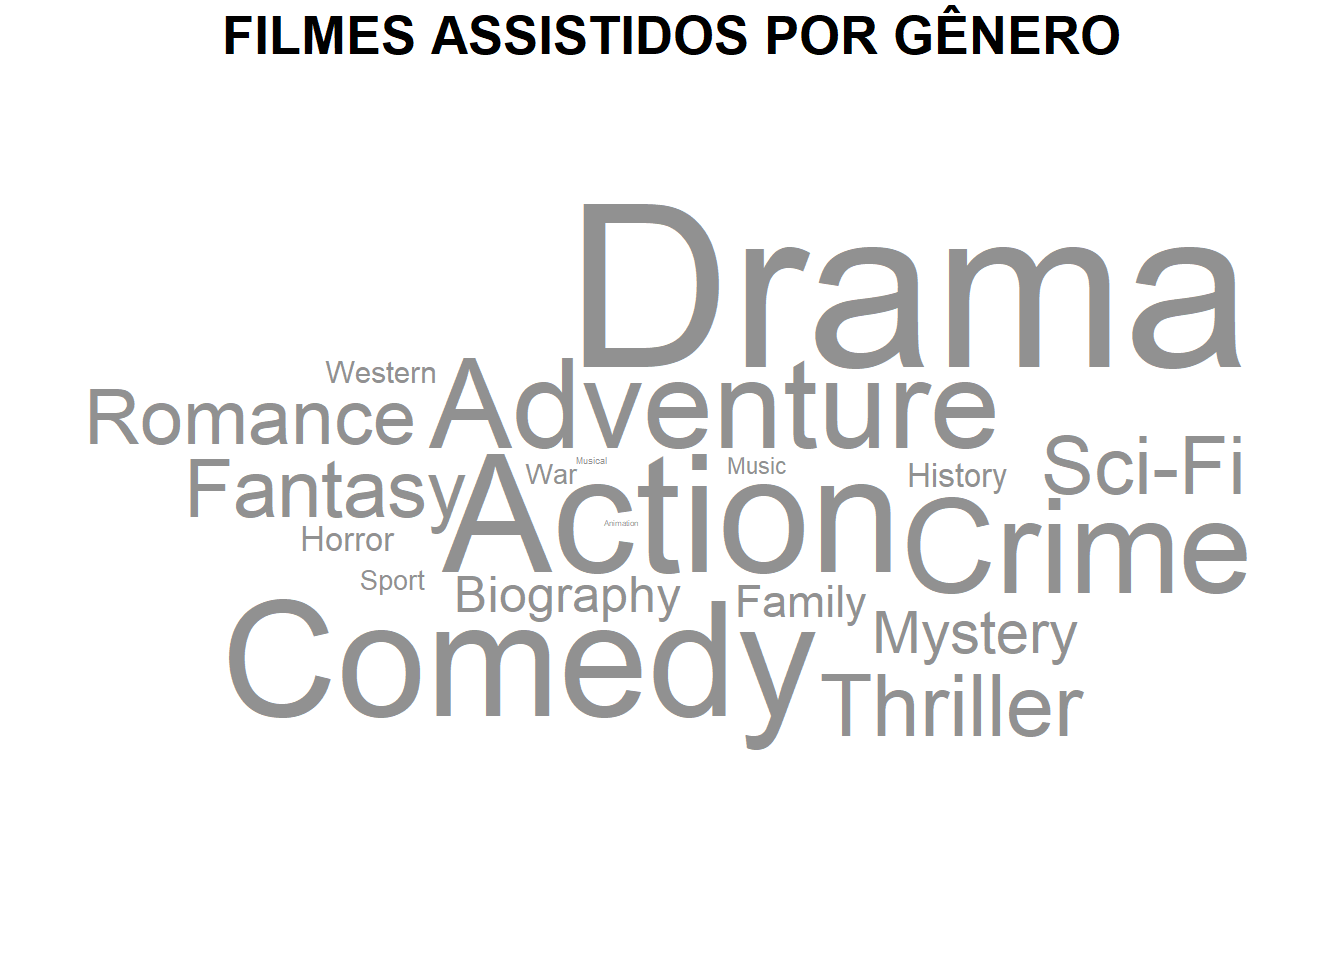 FILMES ASSISTIDOS POR GÊNERO
Drama
Western
Adventure
Romance
Sci-Fi
Fantasy
War
Musical
Music
History
Action
Animation
Crime
Horror
Sport
Biography
Family
Mystery
Comedy
Thriller